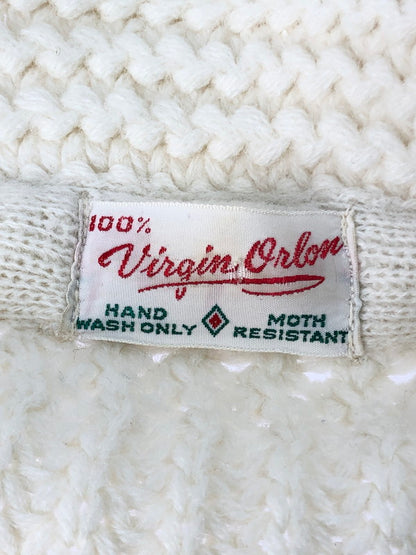 100%
Virgin Orlon
HAND MOTH
WASH ONLY RESISTANT